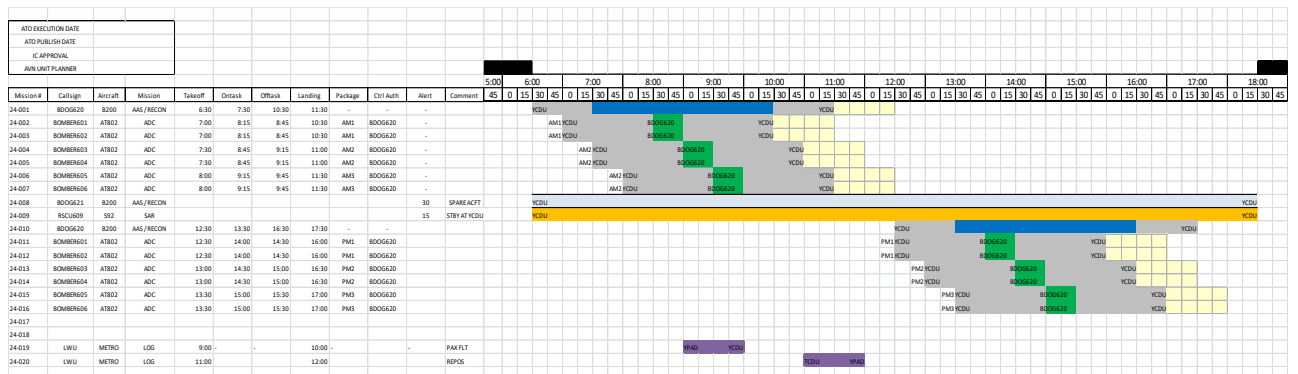 ATO EXECUTION DATE
ATO PUBLISH DATE
IC APPROVAL
AVN UNIT PLANNER
5:00 6:00 7:00 8:00 9:00 10:00 11:00 12:00 13:00 14:00 15:00 16:00 17:00 18:00
Mission # Callsign Aircraft Mission Takeoff Ontask Offtask Landing Package Ctrl Auth Alert Comment 45 0 15 30 45 0 15 30 45 0 15 30 45 0 15 30 45 0 15 30 45 0 15 30 45 0 15 30 45 0 15 30 45 0 15 30 45 0 15 30 45 0 15 30 45 0 15 30 45 0 15 30 45
24-001 BDOG620 B200 AAS / RECON 6:30 7:30 10:30 11:30 - - - YCDU YCDU
24-002 BOMBER601 AT802 ADC 7:00 8:15 8:45 10:30 AM1 BDOG620 - AM1 YCDU BDOG620 YCDU
24-003 BOMBER602 AT802 ADC 7:00 8:15 8:45 10:30 AM1 BDOG620 - AM1 YCDU BDOG620 YCDU
24-004 BOMBER603 AT802 ADC 7:30 8:45 9:15 11:00 AM2 BDOG620 - AM2 YCDU BDOG620 YCDU
24-005 BOMBER604 AT802 ADC 7:30 8:45 9:15 11:00 AM2 BDOG620 - AM2 YCDU BDOG620 YCDU
24-006 BOMBER605 AT802 ADC 8:00 9:15 9:45 11:30 AM3 BDOG620 - AM2 YCDU BDOG620 YCDU
24-007 BOMBER606 AT802 ADC 8:00 9:15 9:45 11:30 AM3 BDOG620 - AM2 YCDU BDOG620 YCDU
24-008 BDOG621 B200 AAS / RECON 30 SPARE ACFT YCDU YCDU
24-009 RSCU609 S92 SAR 15 STBY AT YCDU YCDU YCDU
24-010 BDOG620 B200 AAS / RECON 12:30 13:30 16:30 17:30 - - YCDU YCDU
24-011 BOMBER601 AT802 ADC 12:30 14:00 14:30 16:00 PM1 BDOG620 PM1 YCDU BDOG620 YCDU
24-012 BOMBER602 AT802 ADC 12:30 14:00 14:30 16:00 PM1 BDOG620 PM1 YCDU BDOG620 YCDU
24-013 BOMBER603 AT802 ADC 13:00 14:30 15:00 16:30 PM2 BDOG620 PM2 YCDU BDOG620 YCDU
24-014 BOMBER604 AT802 ADC 13:00 14:30 15:00 16:30 PM2 BDOG620 PM2 YCDU BDOG620 YCDU
24-015 BOMBER605 AT802 ADC 13:30 15:00 15:30 17:00 PM3 BDOG620 PM3 YCDU BDOG620 YCDU
24-016 BOMBER606 AT802 ADC 13:30 15:00 15:30 17:00 PM3 BDOG620 PM3 YCDU BDOG620 YCDU
24-017
24-018
24-019 LWU METRO LOG 9:00 - - 10:00 - - PAX FLT YPAD YCDU
24-020 LWU METRO LOG 11:00 12:00 REPOS TCDU YPAD